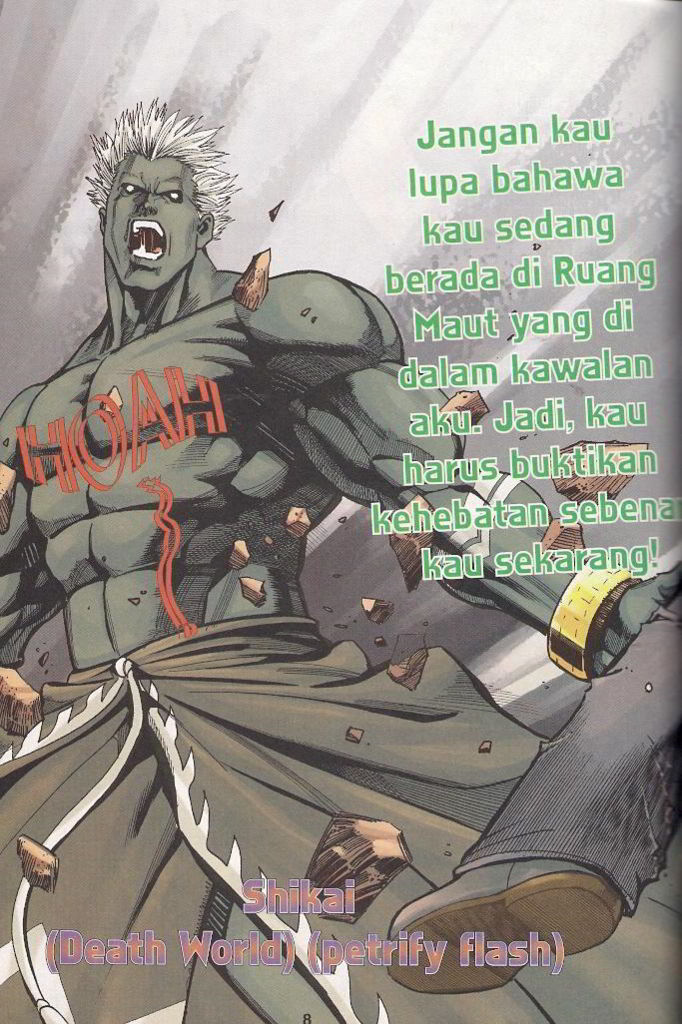 Jangan kau
lupa bahawa
kau sedang
berada di Ruang
Maut yang di
dalam kawalan
aku. Jadi, kau
harus buktikan
kehebatan sebenar
kau sekarang!
HOAH
Shikai
(Death World) (petrify flash)
8